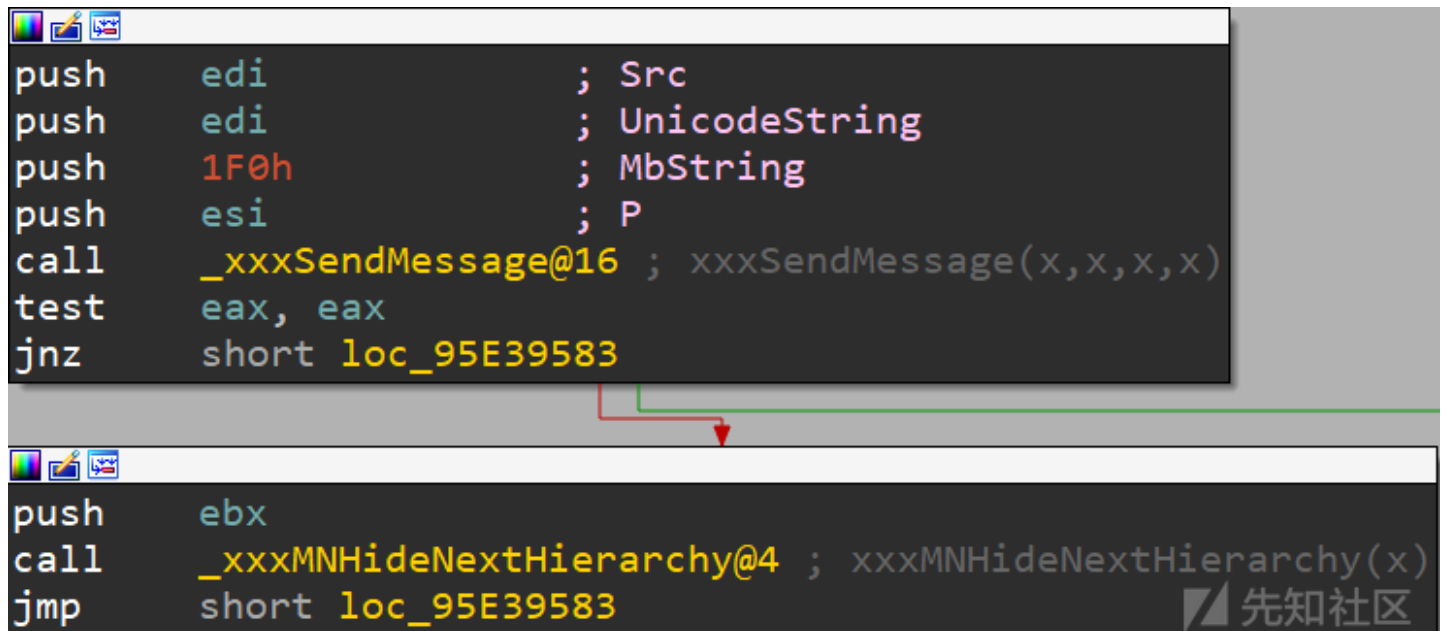 push edi ; Src
push edi ; UnicodeString
push 1F0h ; MbString
push esi ; P
call _xxxSendMessage@16 ; xxxSendMessage(x,x,x,x)
test eax, eax
jnz short loc_95E39583
push ebx
call _xxxMNHideNextHierarchy@4 ; xxxMNHideNextHierarchy(x)
jmp short loc_95E39583
先知社区